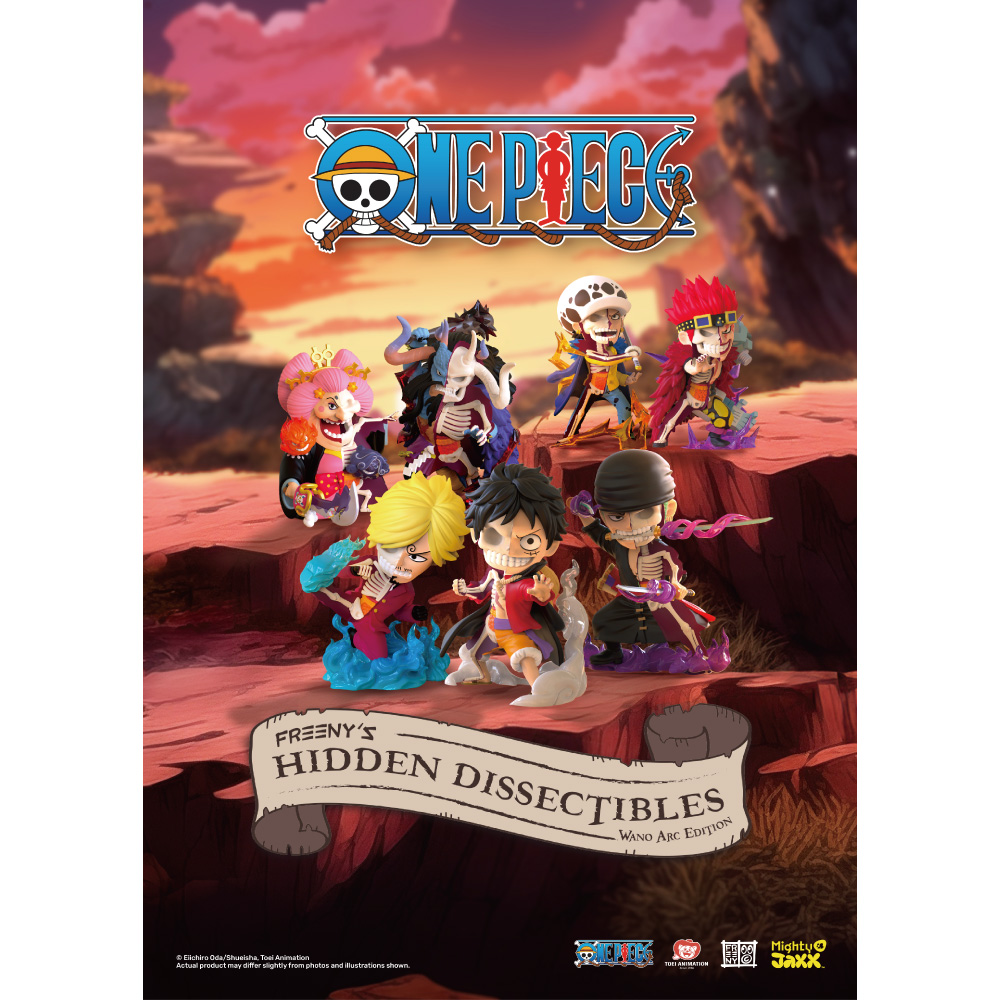 ONE PIECE
FREENY'S
HIDDEN DISSECTIBLES
WANO ARC EDITION
© Eiichiro Oda/Shueisha, Toei Animation
Actual product may differ slightly from photos and illustrations shown.
ONE PIECE
TOEI ANIMATION
FREENY
Mighty
JAXX